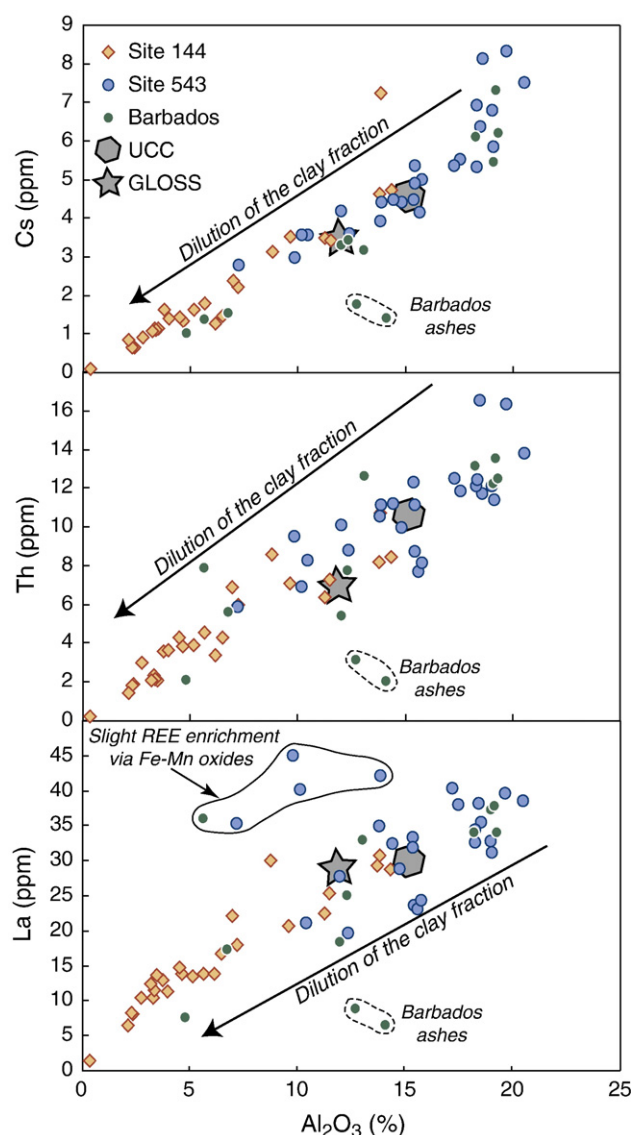 9
8
7
6
5
4
3
2
1
0
Cs (ppm)
Site 144
Site 543
Barbados
UCC
GLOSS
Dilution of the clay fraction
Barbados
ashes
16
14
12
10
8
6
4
2
0
Th (ppm)
Dilution of the clay fraction
Barbados
ashes
45
40
35
30
25
20
15
10
5
0
La (ppm)
Slight REE enrichment
via Fe-Mn oxides
Dilution of the clay fraction
Barbados
ashes
0 5 10 15 20 25
Al₂O₃ (%)